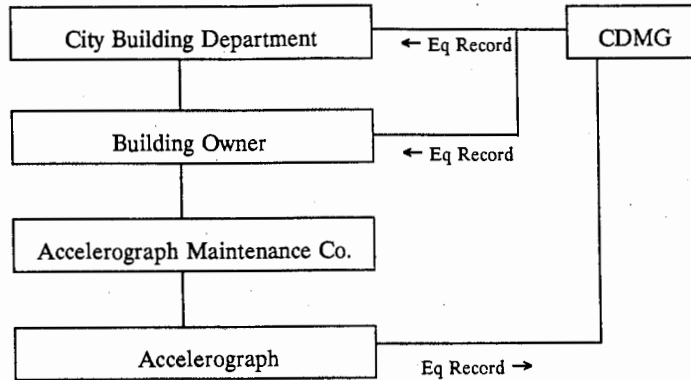 City Building Department
CDMG
← Eq Record
Building Owner
← Eq Record
Accelerograph Maintenance Co.
Accelerograph
Eq Record →